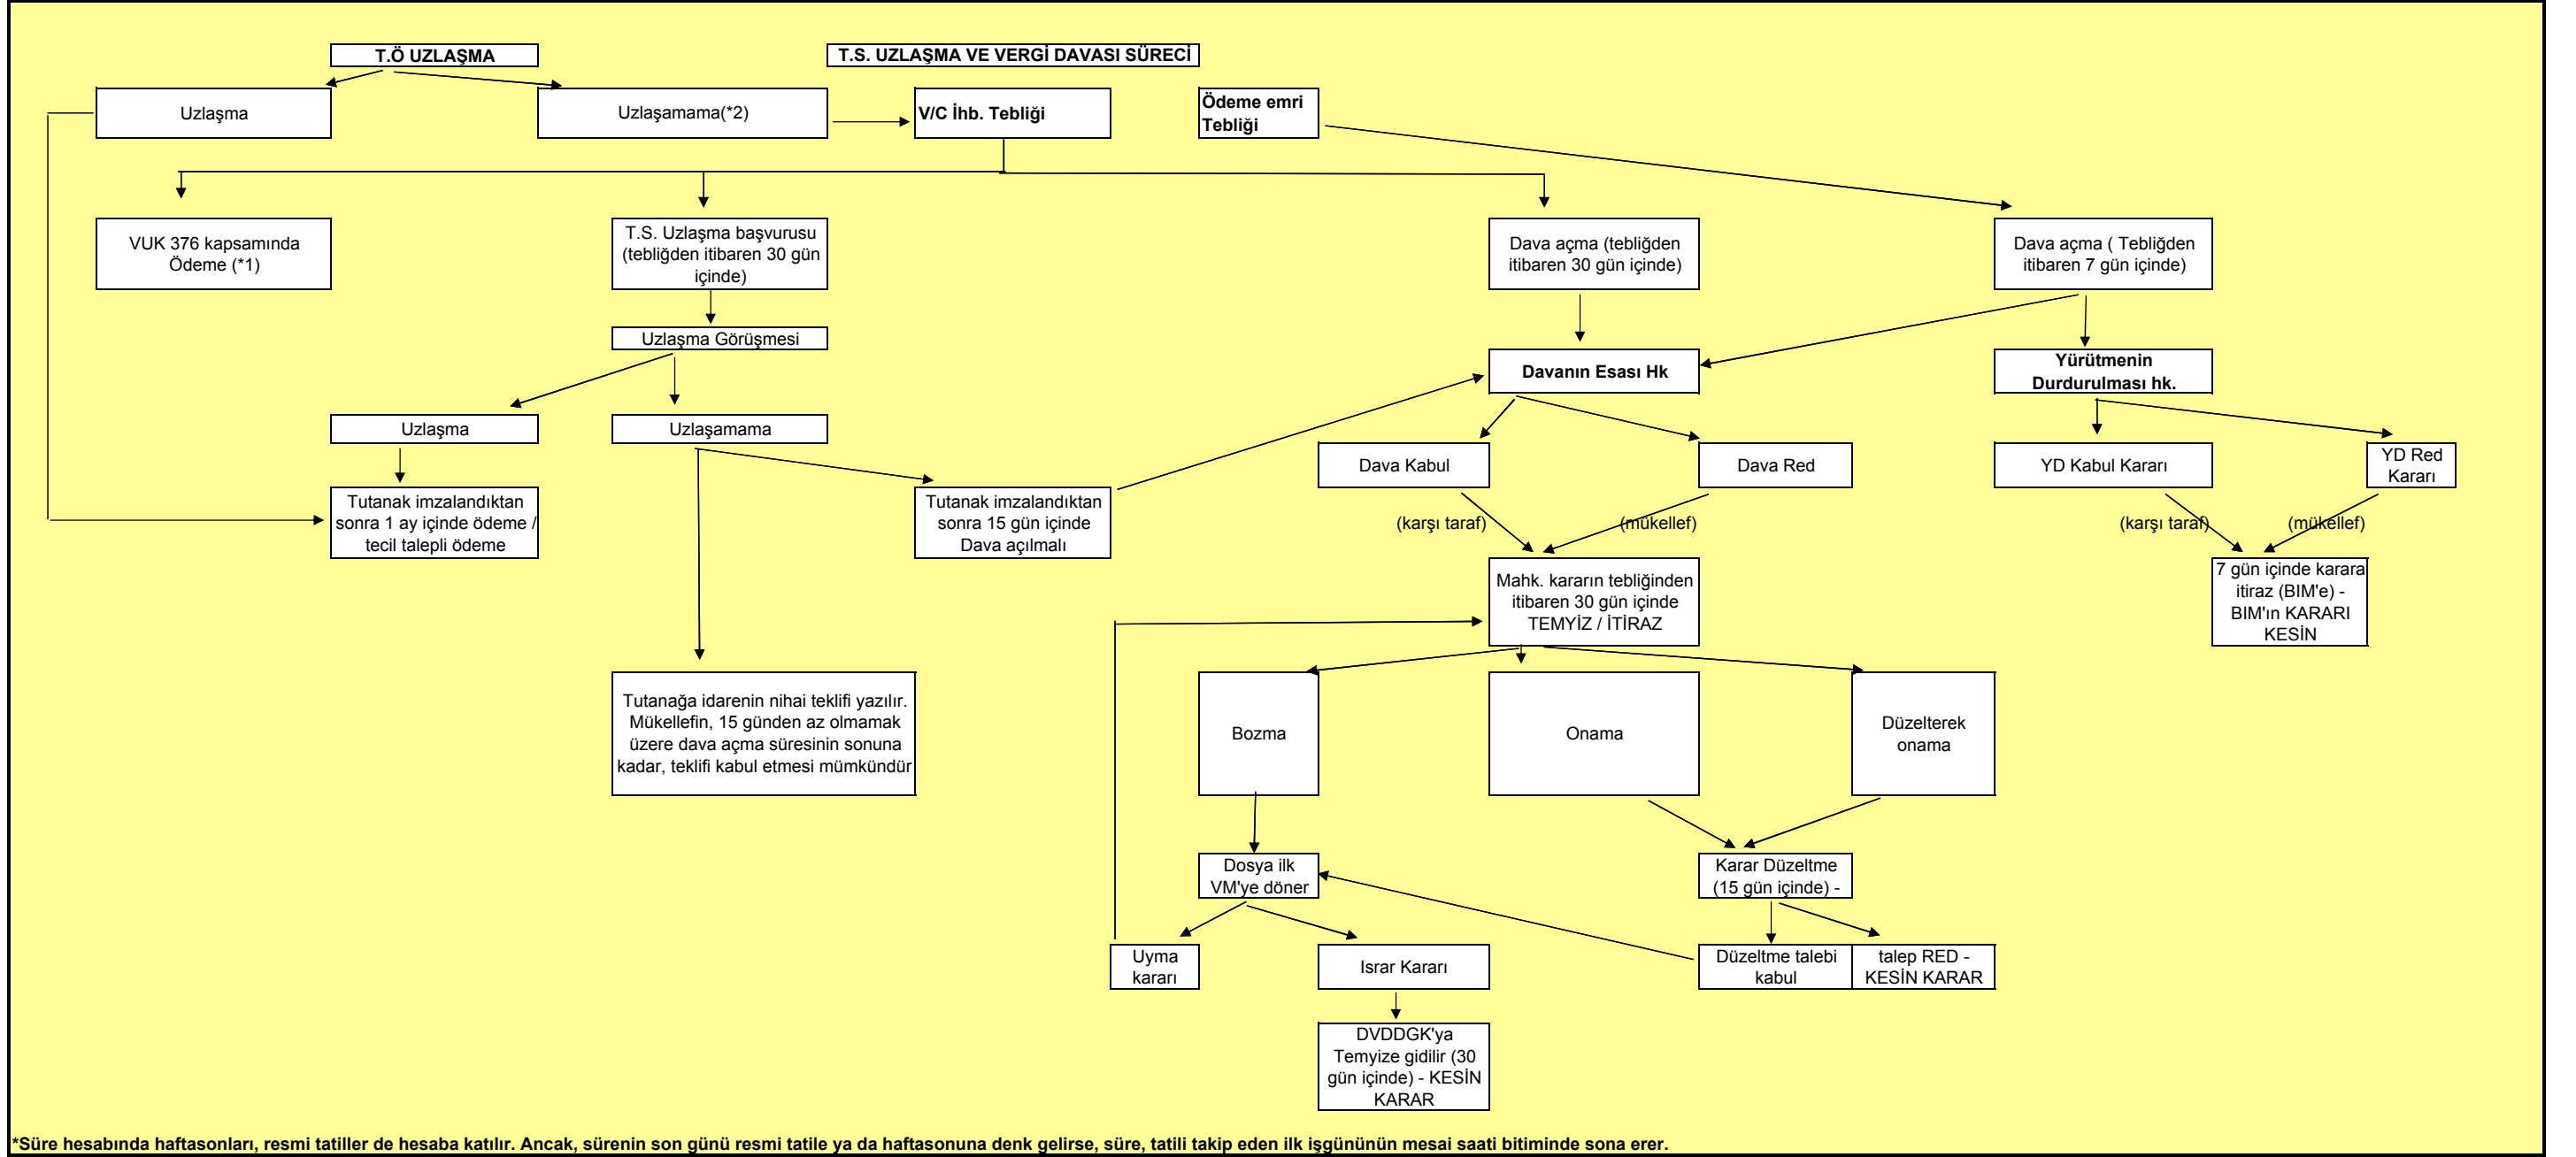 T.Ö UZLAŞMA
T.S. UZLAŞMA VE VERGİ DAVASI SÜRECİ
Uzlaşma
Uzlaşamama(*2)
V/C İhb. Tebliği
Ödeme emri
Tebliği
VUK 376 kapsamında
Ödeme (*1)
T.S. Uzlaşma başvurusu
(tebliğden itibaren 30 gün
içinde)
Dava açma (tebliğden
itibaren 30 gün içinde)
Dava açma ( Tebliğden
itibaren 7 gün içinde)
Uzlaşma Görüşmesi
Davanın Esası Hk
Yürütmenin
Durdurulması hk.
Uzlaşma
Uzlaşamama
Dava Kabul
Dava Red
YD Kabul Kararı
YD Red
Kararı
Tutanak imzalandıktan
sonra 1 ay içinde ödeme /
tecil talepli ödeme
Tutanak imzalandıktan
sonra 15 gün içinde
Dava açılmalı
(karşı taraf)
(mükellef)
(karşı taraf)
(mükellef)
Mahk. kararın tebliğinden
itibaren 30 gün içinde
TEMYİZ / İTİRAZ
7 gün içinde karara
itiraz (BIM'e) -
BIM'ın KARARI
KESİN
Tutanağa idarenin nihai teklifi yazılır.
Mükellefin, 15 günden az olmamak
üzere dava açma süresinin sonuna
kadar, teklifi kabul etmesi mümkündür
Bozma
Onama
Düzelterek
onama
Dosya ilk
VM'ye döner
Karar Düzeltme
(15 gün içinde) -
Uyma
kararı
Israr Kararı
Düzeltme talebi
kabul
talep RED -
KESİN KARAR
DVDDGK'ya
Temyize gidilir (30
gün içinde) - KESİN
KARAR
*Süre hesabında haftasonları, resmi tatiller de hesaba katılır. Ancak, sürenin son günü resmi tatile ya da haftasonuna denk gelirse, süre, tatili takip eden ilk işgününün mesai saati bitiminde sona erer.